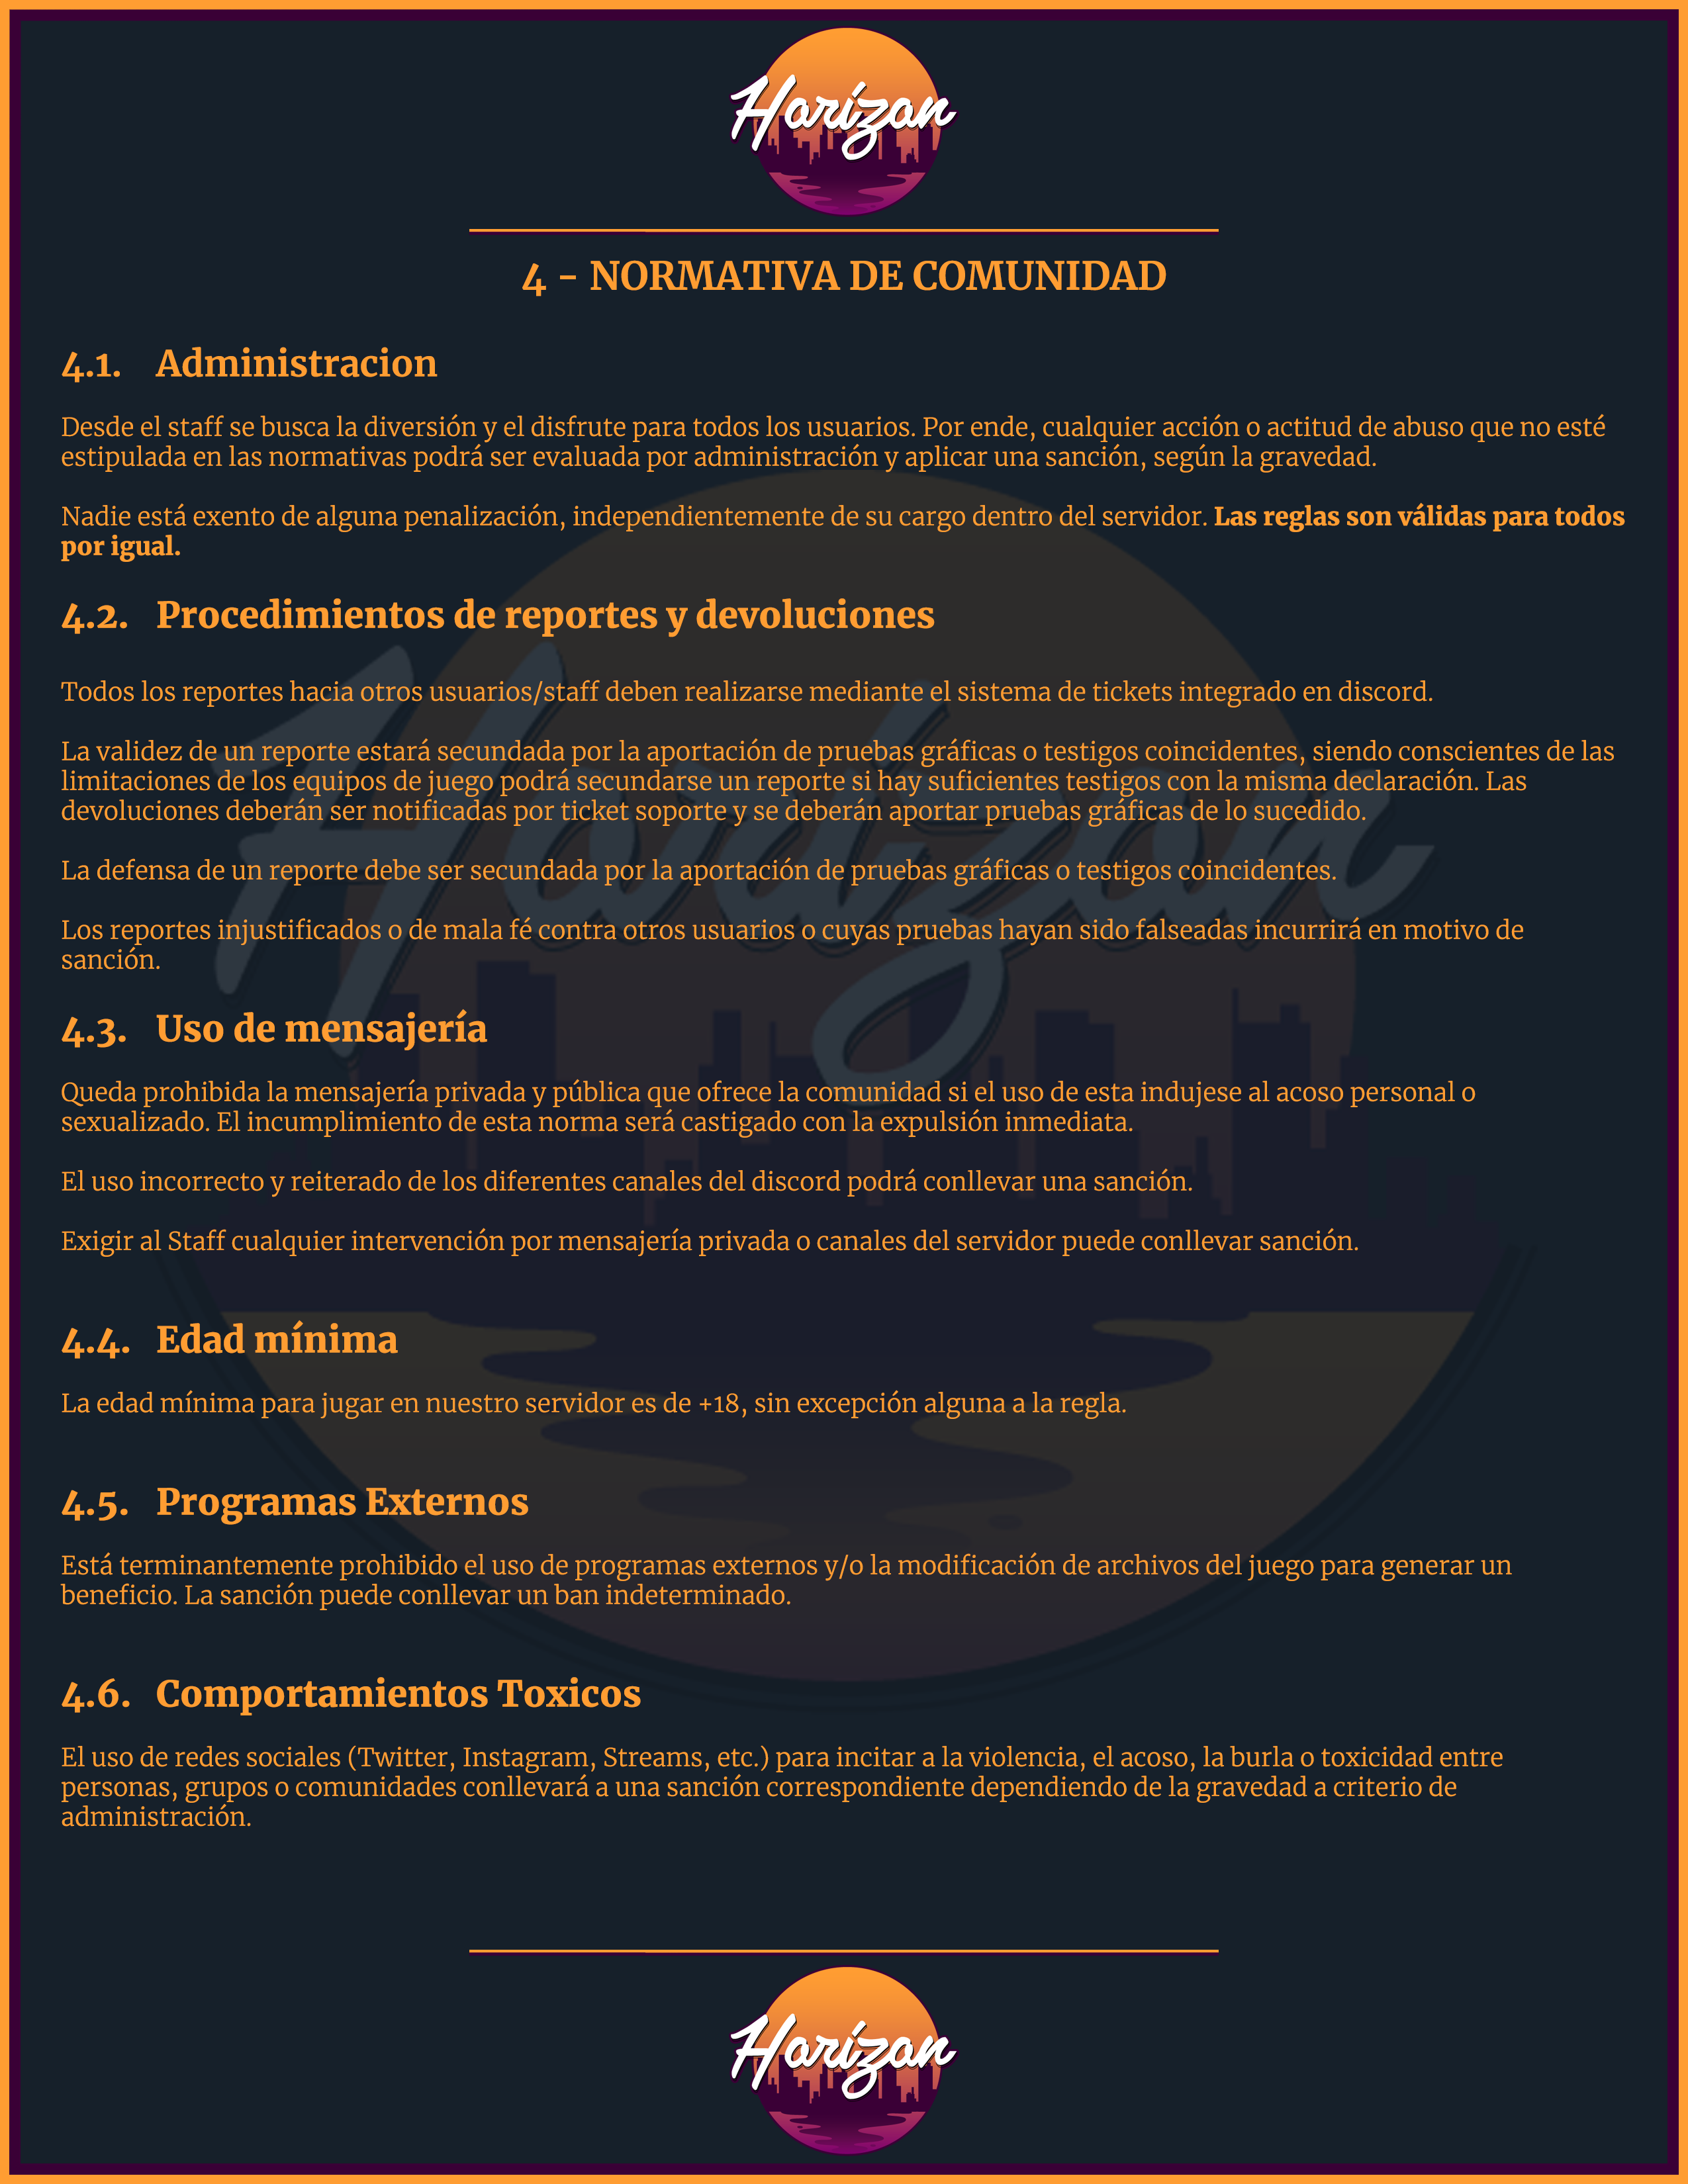 Horizon
4 - NORMATIVA DE COMUNIDAD
4.1. Administracion
Desde el staff se busca la diversión y el disfrute para todos los usuarios. Por ende, cualquier acción o actitud de abuso que no esté
estipulada en las normativas podrá ser evaluada por administración y aplicar una sanción, según la gravedad.
Nadie está exento de alguna penalización, independientemente de su cargo dentro del servidor. Las reglas son válidas para todos
por igual.
4.2. Procedimientos de reportes y devoluciones
Todos los reportes hacia otros usuarios/staff deben realizarse mediante el sistema de tickets integrado en discord.
La validez de un reporte estará secundada por la aportación de pruebas gráficas o testigos coincidentes, siendo conscientes de las
limitaciones de los equipos de juego podrá secundarse un reporte si hay suficientes testigos con la misma declaración. Las
devoluciones deberán ser notificadas por ticket soporte y se deberán aportar pruebas gráficas de lo sucedido.
La defensa de un reporte debe ser secundada por la aportación de pruebas gráficas o testigos coincidentes.
Los reportes injustificados o de mala fé contra otros usuarios o cuyas pruebas hayan sido falseadas incurrirá en motivo de
sanción.
Horizon
4.3. Uso de mensajería
Queda prohibida la mensajería privada y pública que ofrece la comunidad si el uso de esta indujese al acoso personal o
sexualizado. El incumplimiento de esta norma será castigado con la expulsión inmediata.
El uso incorrecto y reiterado de los diferentes canales del discord podrá conllevar una sanción.
Exigir al Staff cualquier intervención por mensajería privada o canales del servidor puede conllevar sanción.
4.4. Edad mínima
La edad mínima para jugar en nuestro servidor es de +18, sin excepción alguna a la regla.
4.5. Programas Externos
Está terminantemente prohibido el uso de programas externos y/o la modificación de archivos del juego para generar un
beneficio. La sanción puede conllevar un ban indeterminado.
4.6. Comportamientos Toxicos
El uso de redes sociales (Twitter, Instagram, Streams, etc.) para incitar a la violencia, el acoso, la burla o toxicidad entre
personas, grupos o comunidades conllevará a una sanción correspondiente dependiendo de la gravedad a criterio de
administración.
Horizon